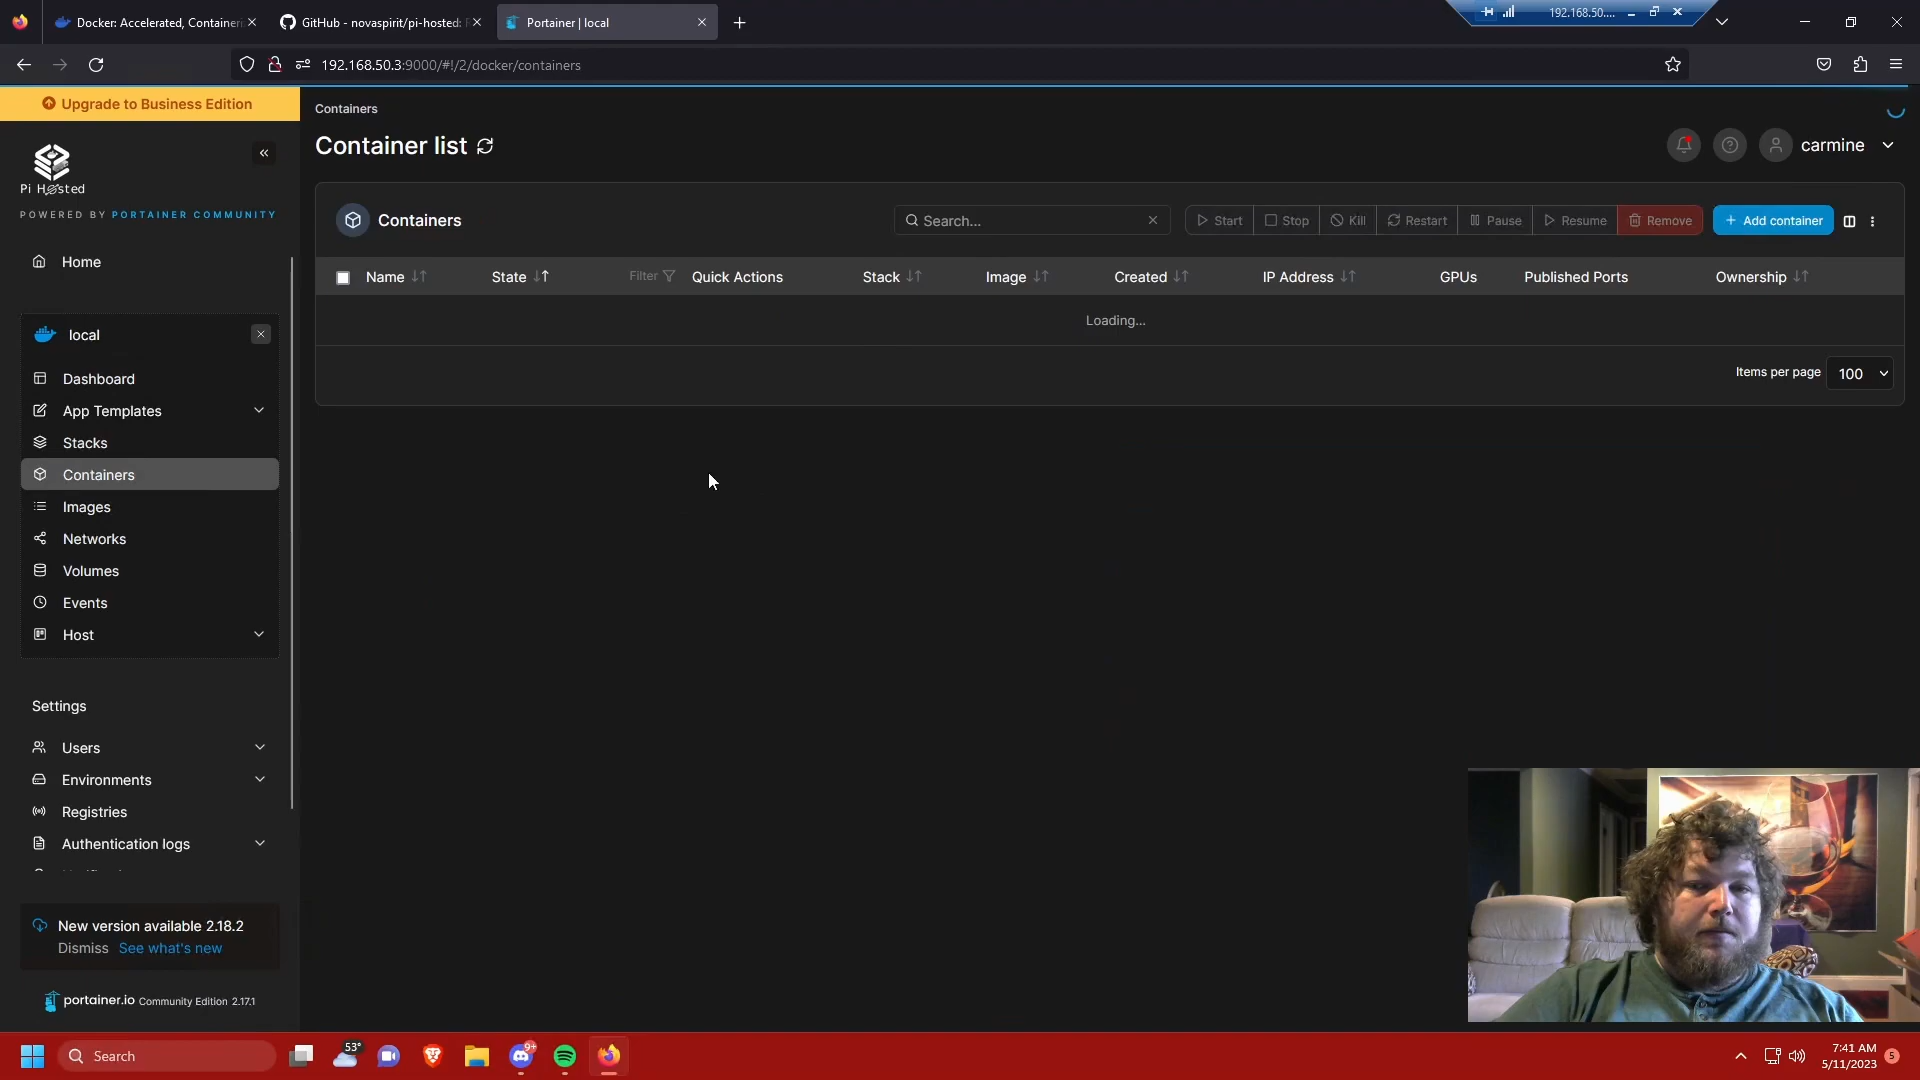 Docker: Accelerated, Container
GitHub - novaspirit/pi-hosted:
Portainer | local
192.168.50....
192.168.50.3:9000/#!/2/docker/containers
Upgrade to Business Edition
Pi Hosted
POWERED BY PORTAINER COMMUNITY
Home
local
Dashboard
App Templates
Stacks
Containers
Images
Networks
Volumes
Events
Host
Settings
Users
Environments
Registries
Authentication logs
New version available 2.18.2
Dismiss See what's new
portainer.io Community Edition 2.17.1
Containers
Container list
carmine
Containers
Search...
Start
Stop
Kill
Restart
Pause
Resume
Remove
+ Add container
Name
State
Filter
Quick Actions
Stack
Image
Created
IP Address
GPUs
Published Ports
Ownership
Loading...
Items per page 100
Search
53°
9+
7:41 AM
5/11/2023
5